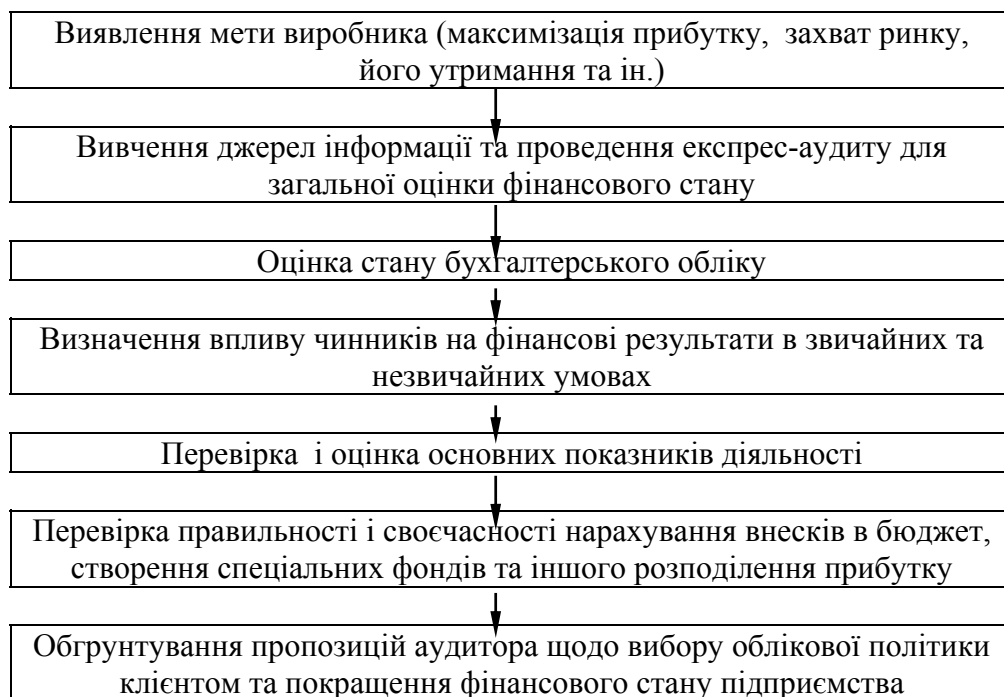 Виявлення мети виробника (максимізація прибутку, захват ринку,
його утримання та ін.)
Вивчення джерел інформації та проведення експрес-аудиту для
загальної оцінки фінансового стану
Оцінка стану бухгалтерського обліку
Визначення впливу чинників на фінансові результати в звичайних та
незвичайних умовах
Перевірка і оцінка основних показників діяльності
Перевірка правильності і своєчасності нарахування внесків в бюджет,
створення спеціальних фондів та іншого розподілення прибутку
Обгрунтування пропозицій аудитора щодо вибору облікової політики
клієнтом та покращення фінансового стану підприємства